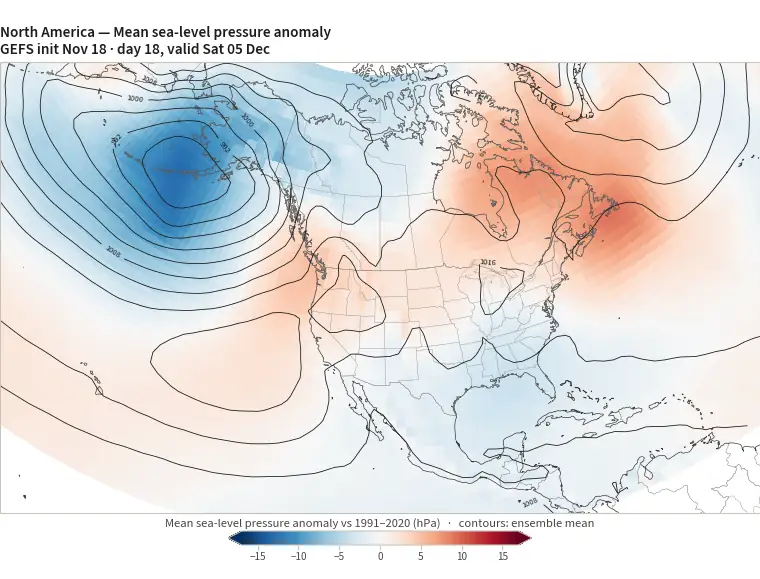 North America — Mean sea-level pressure anomaly
GEFS init Nov 18 · day 18, valid Sat 05 Dec
1008
1000
1000
992
992
1008
1016
1008
Mean sea-level pressure anomaly vs 1991–2020 (hPa) · contours: ensemble mean
−15 −10 −5 0 5 10 15